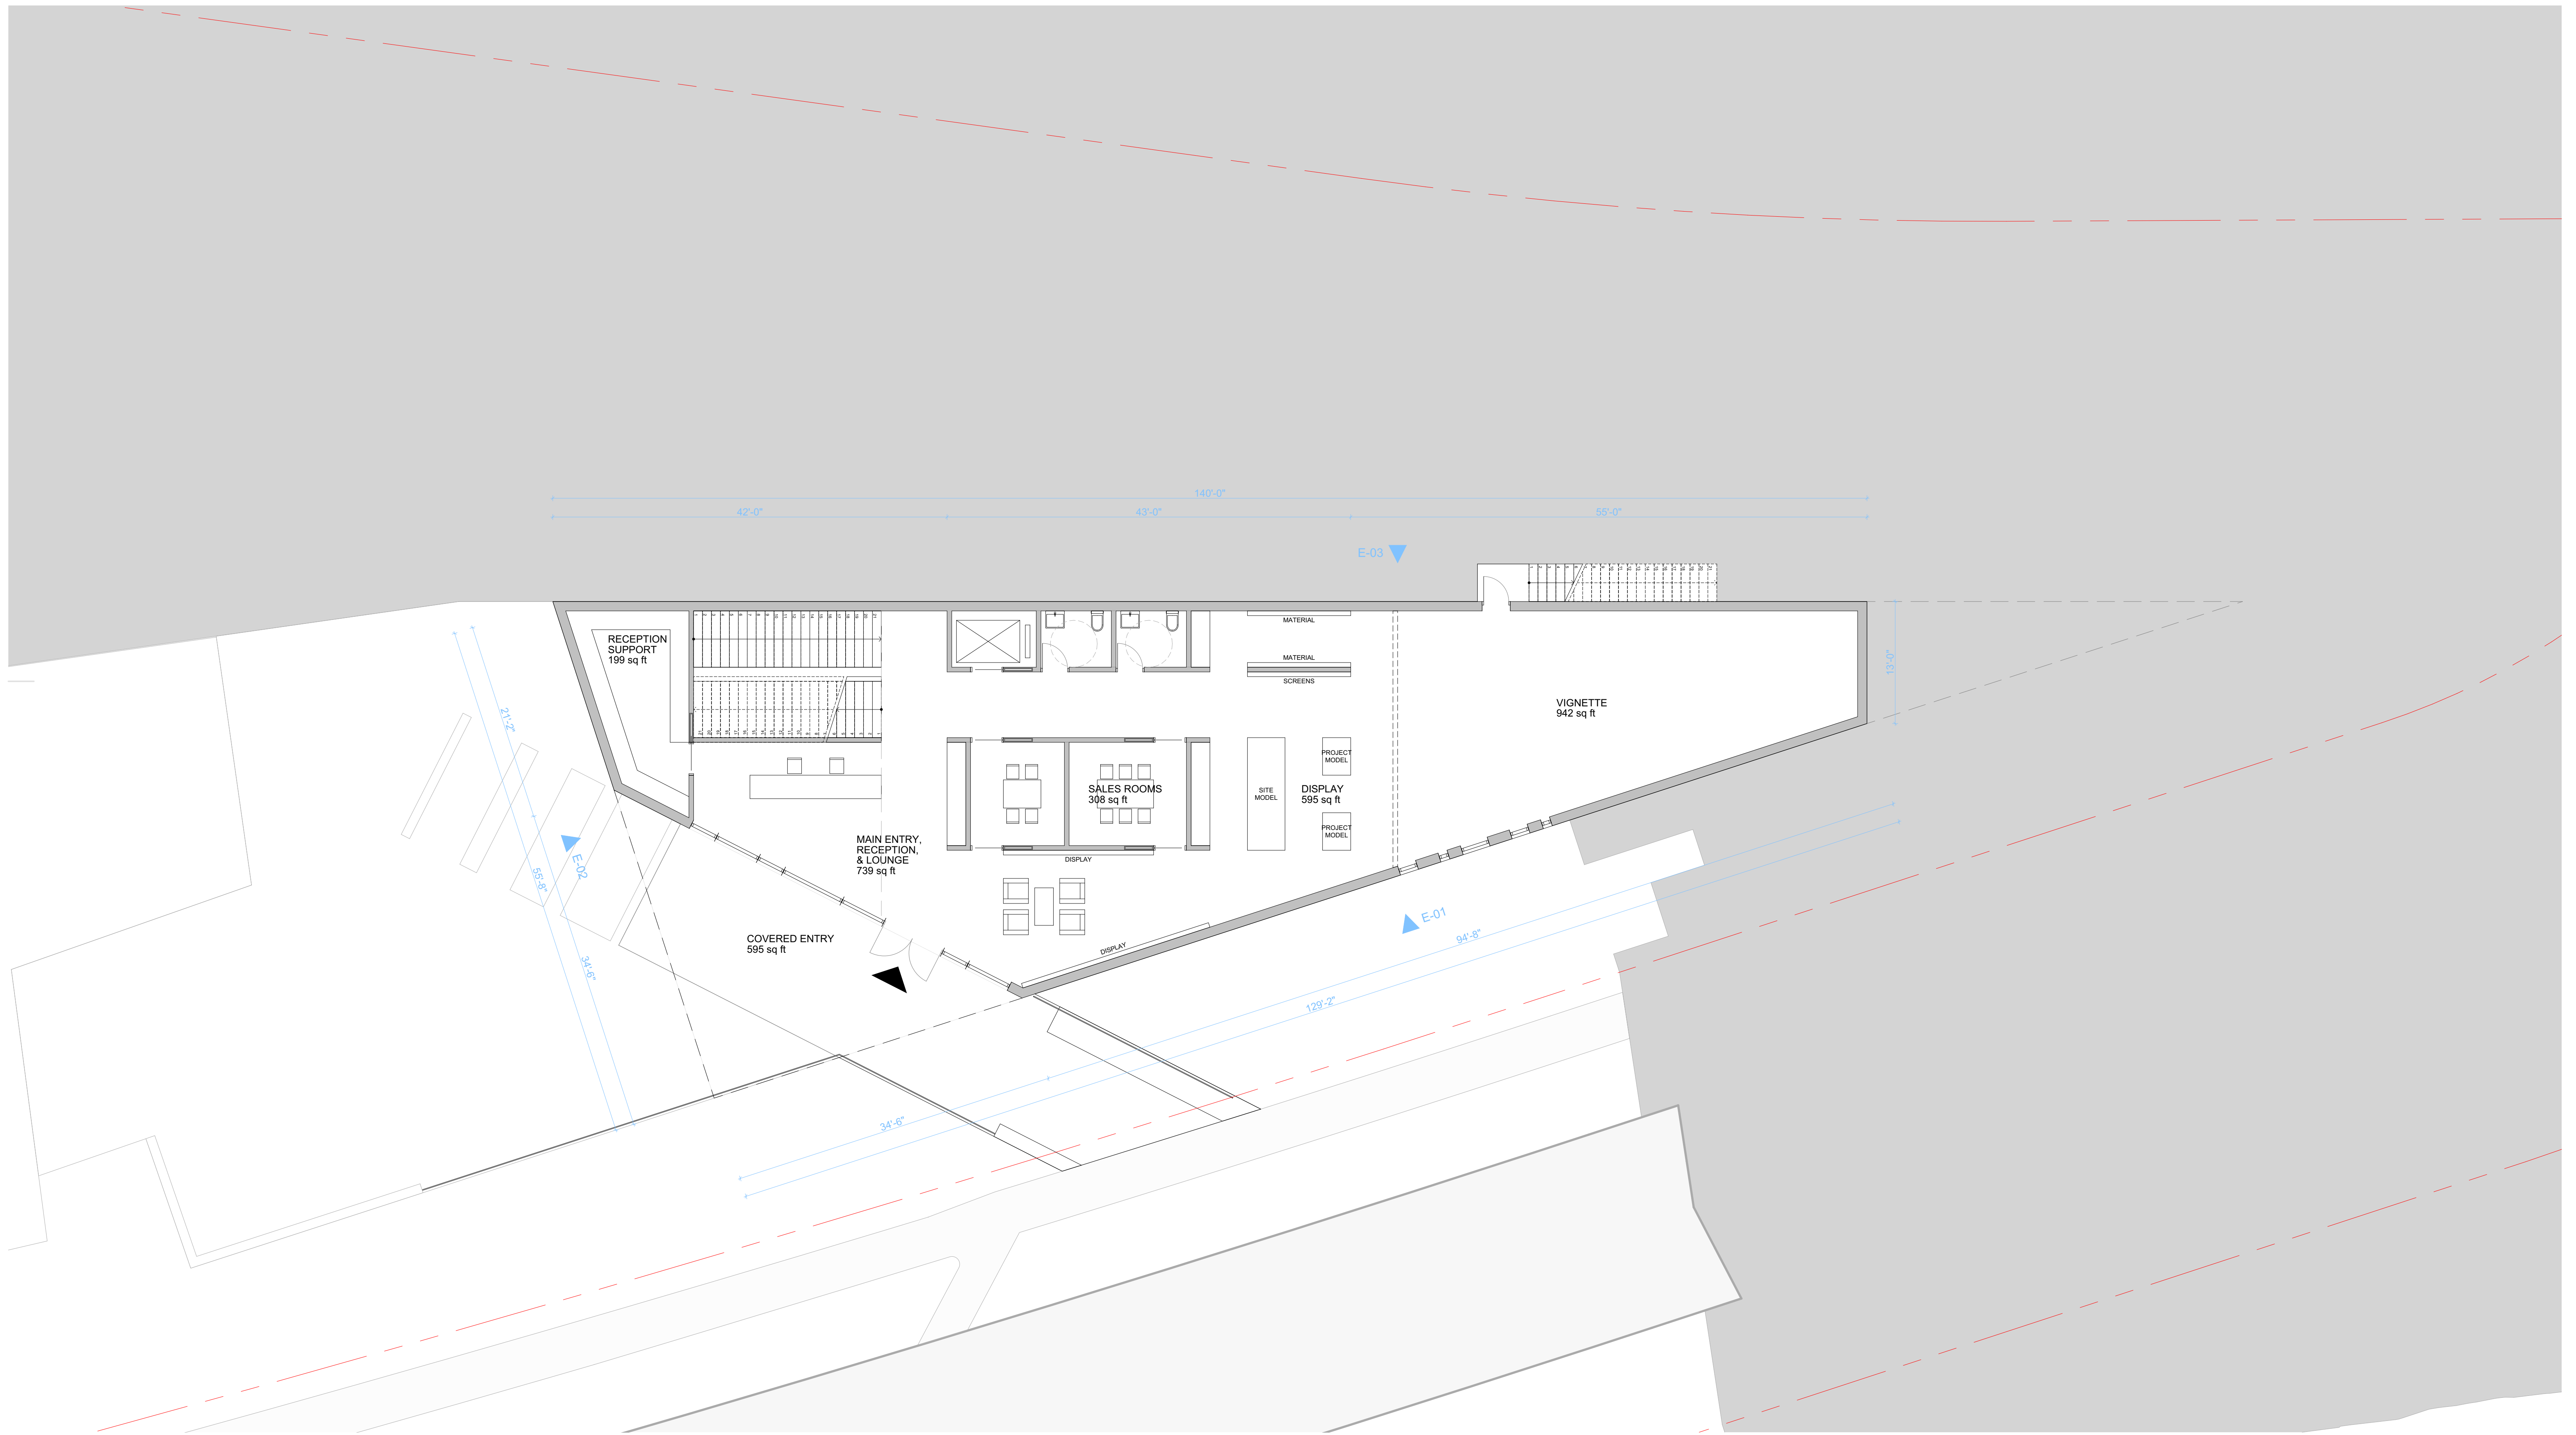 140'-0"
42'-0"
43'-0"
55'-0"
E-03
RECEPTION
SUPPORT
199 sq ft
MATERIAL
MATERIAL
SCREENS
13'-0"
VIGNETTE
942 sq ft
21'-2"
55'-8"
34'-6"
E-02
SITE
MODEL
PROJECT
MODEL
DISPLAY
595 sq ft
PROJECT
MODEL
SALES ROOMS
308 sq ft
DISPLAY
MAIN ENTRY,
RECEPTION,
& LOUNGE
739 sq ft
COVERED ENTRY
595 sq ft
DISPLAY
E-01
94'-8"
129'-2"
34'-6"